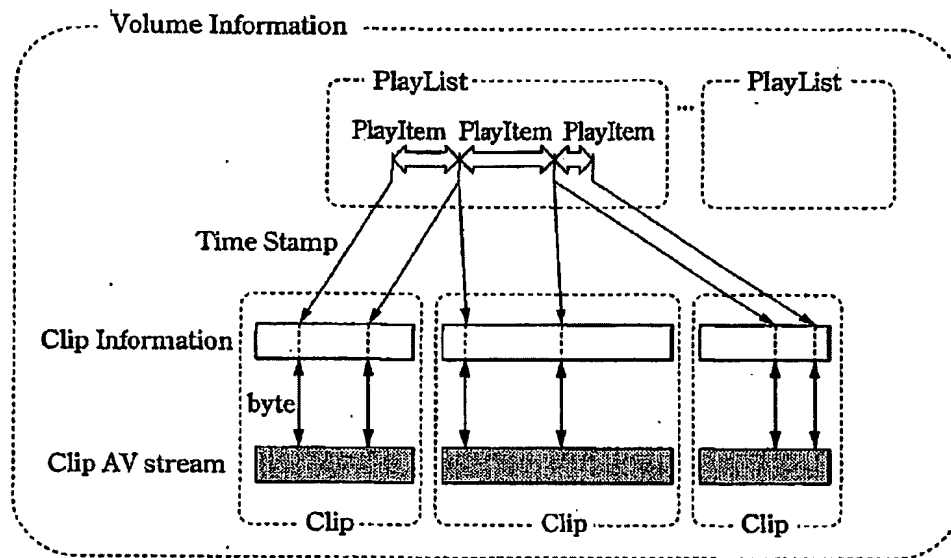 Volume Information
PlayList
... PlayList
PlayItem PlayItem PlayItem
Time Stamp
Clip Information
byte
Clip AV stream
Clip
Clip
Clip